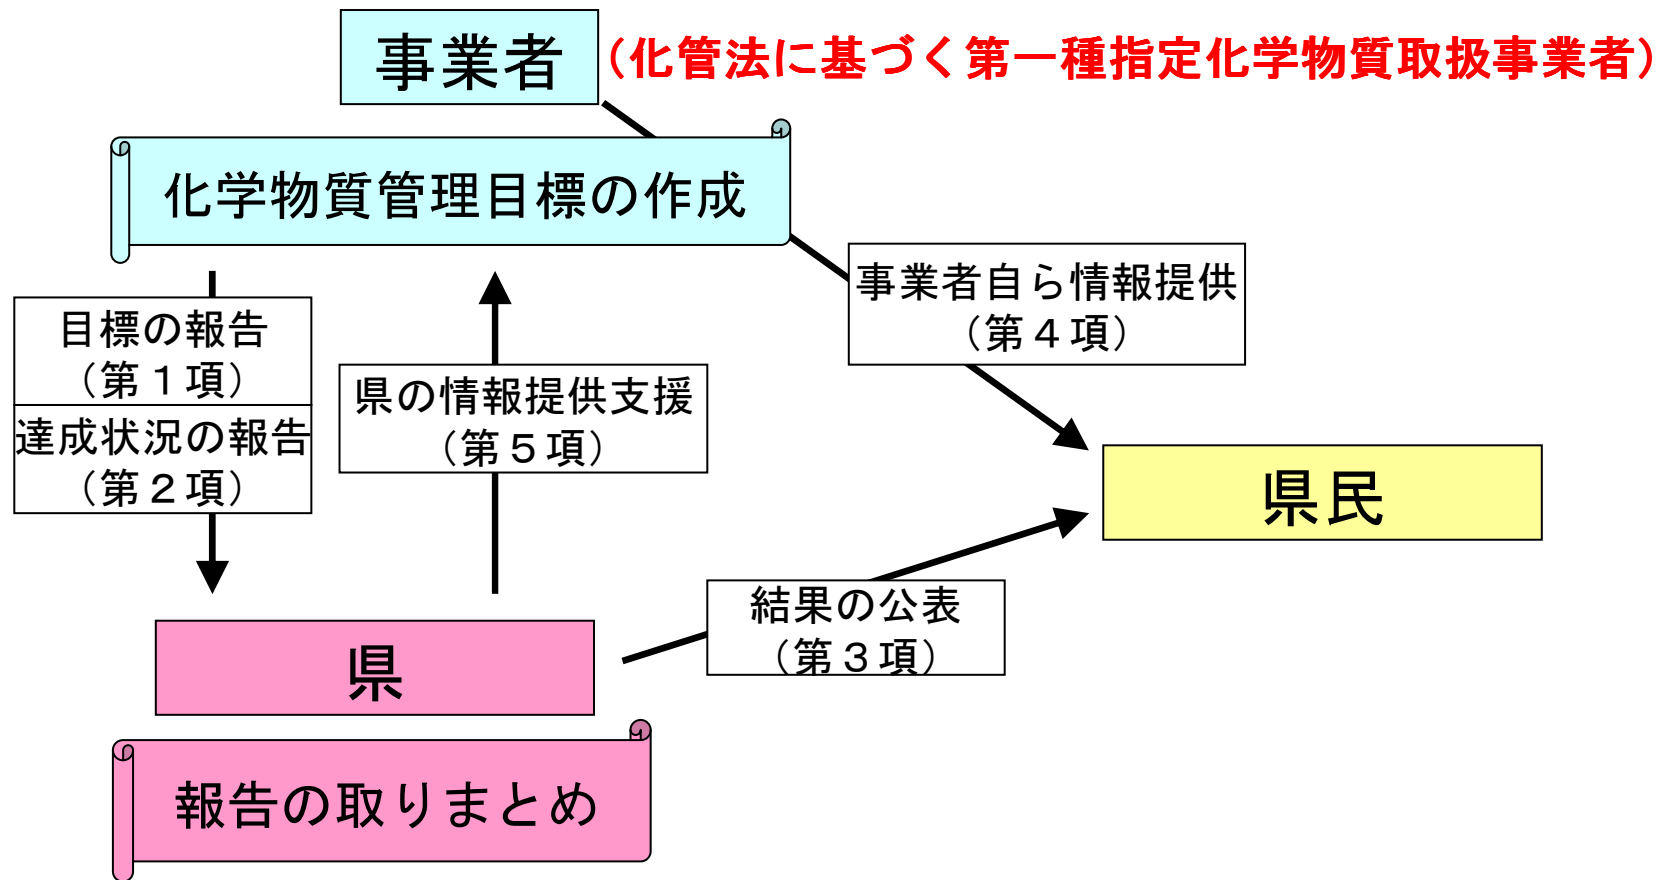 事業者
（化管法に基づく第一種指定化学物質取扱事業者）
化学物質管理目標の作成
事業者自ら情報提供
（第４項）
目標の報告
（第１項）
達成状況の報告
（第２項）
県の情報提供支援
（第５項）
県民
結果の公表
（第３項）
県
報告の取りまとめ